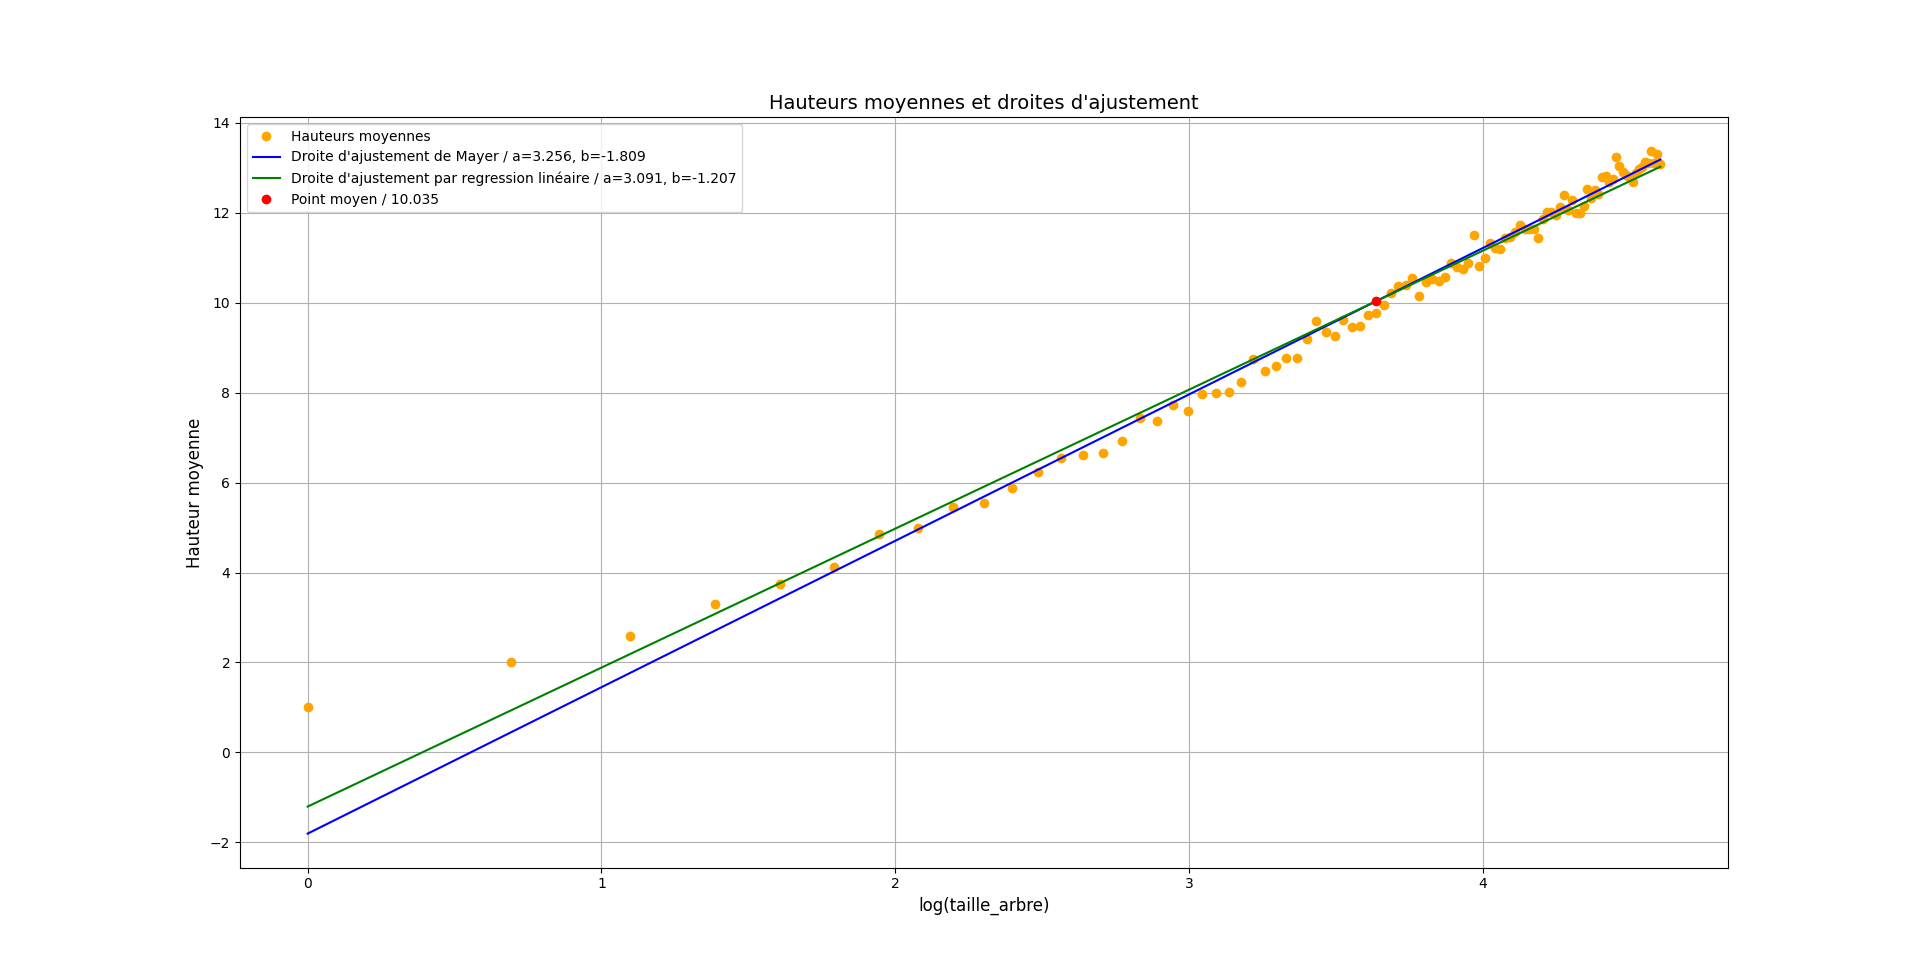 Hauteurs moyennes et droites d'ajustement
14
12
10
8
6
4
2
0
−2
Hauteur moyenne
Hauteurs moyennes
Droite d'ajustement de Mayer / a=3.256, b=-1.809
Droite d'ajustement par regression linéaire / a=3.091, b=-1.207
Point moyen / 10.035
0 1 2 3 4
log(taille_arbre)